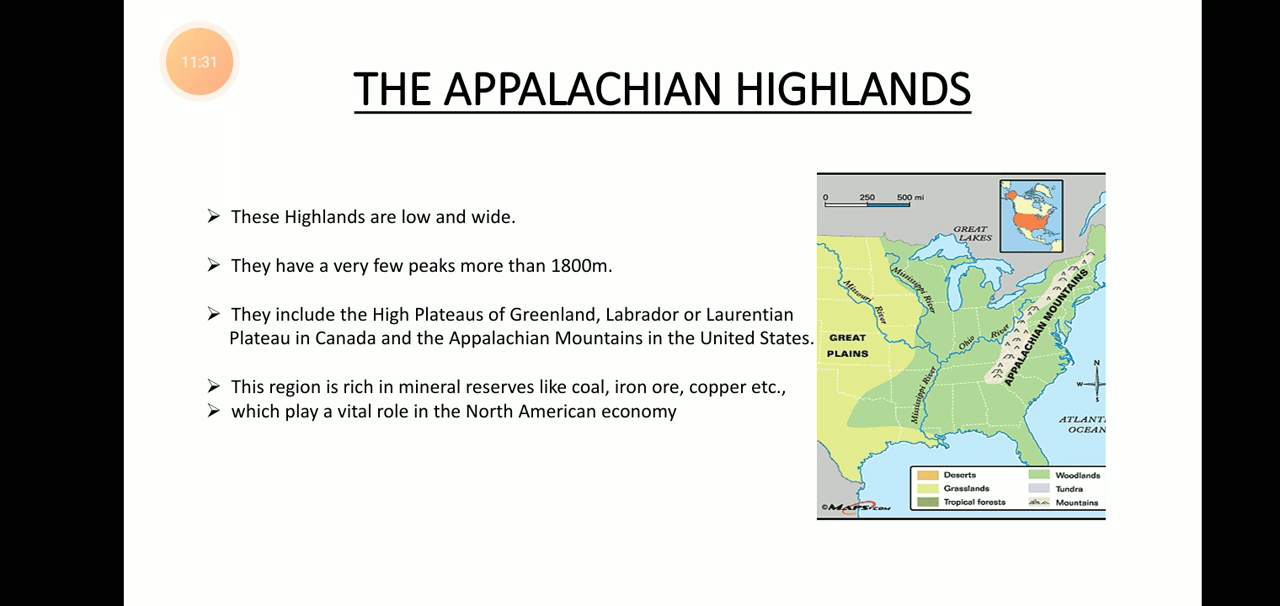 11:31
THE APPALACHIAN HIGHLANDS
➢ These Highlands are low and wide.
➢ They have a very few peaks more than 1800m.
➢ They include the High Plateaus of Greenland, Labrador or Laurentian
Plateau in Canada and the Appalachian Mountains in the United States.
➢ This region is rich in mineral reserves like coal, iron ore, copper etc.,
➢ which play a vital role in the North American economy
0 250 500 mi
GREAT
LAKES
Missouri River
Mississippi River
Ohio River
APPALACHIAN MOUNTAINS
GREAT
PLAINS
Mississippi River
N
W
S
ATLANT
OCEAN
Deserts
Grasslands
Tropical forests
Woodlands
Tundra
Mountains
©MAPS.COM